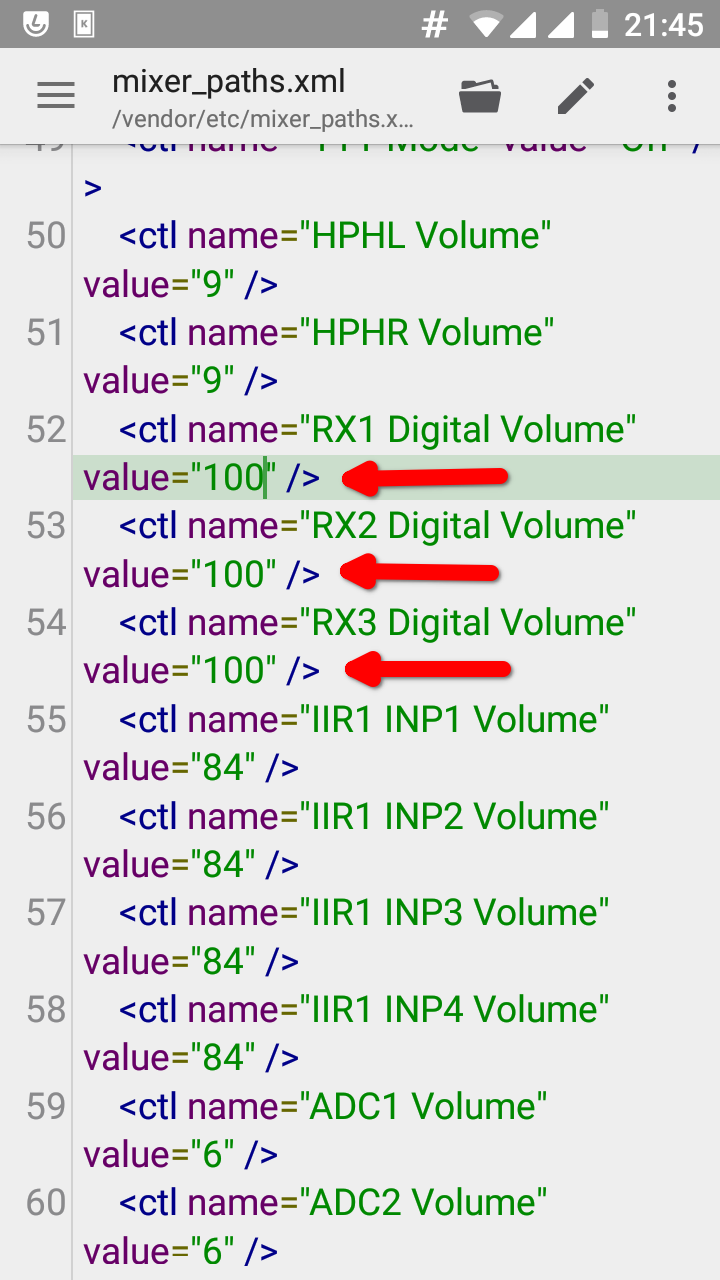 # 21:45
mixer_paths.xml
/vendor/etc/mixer_paths.x...
>
50 <ctl name="HPHL Volume"
value="9" />
51 <ctl name="HPHR Volume"
value="9" />
52 <ctl name="RX1 Digital Volume"
value="100" />
53 <ctl name="RX2 Digital Volume"
value="100" />
54 <ctl name="RX3 Digital Volume"
value="100" />
55 <ctl name="IIR1 INP1 Volume"
value="84" />
56 <ctl name="IIR1 INP2 Volume"
value="84" />
57 <ctl name="IIR1 INP3 Volume"
value="84" />
58 <ctl name="IIR1 INP4 Volume"
value="84" />
59 <ctl name="ADC1 Volume"
value="6" />
60 <ctl name="ADC2 Volume"
value="6" />